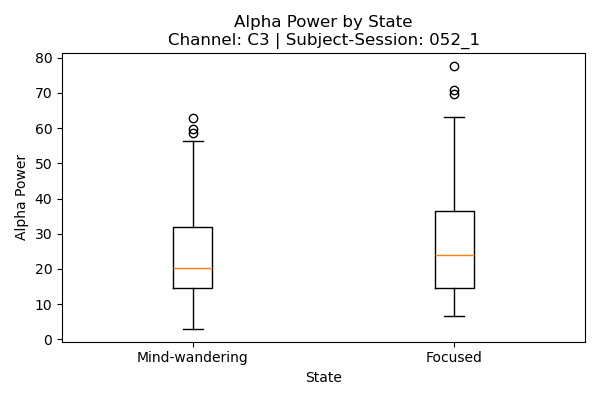 Alpha Power by State
Channel: C3 | Subject-Session: 052_1
Alpha Power
80
70
60
50
40
30
20
10
0
Mind-wandering
Focused
State